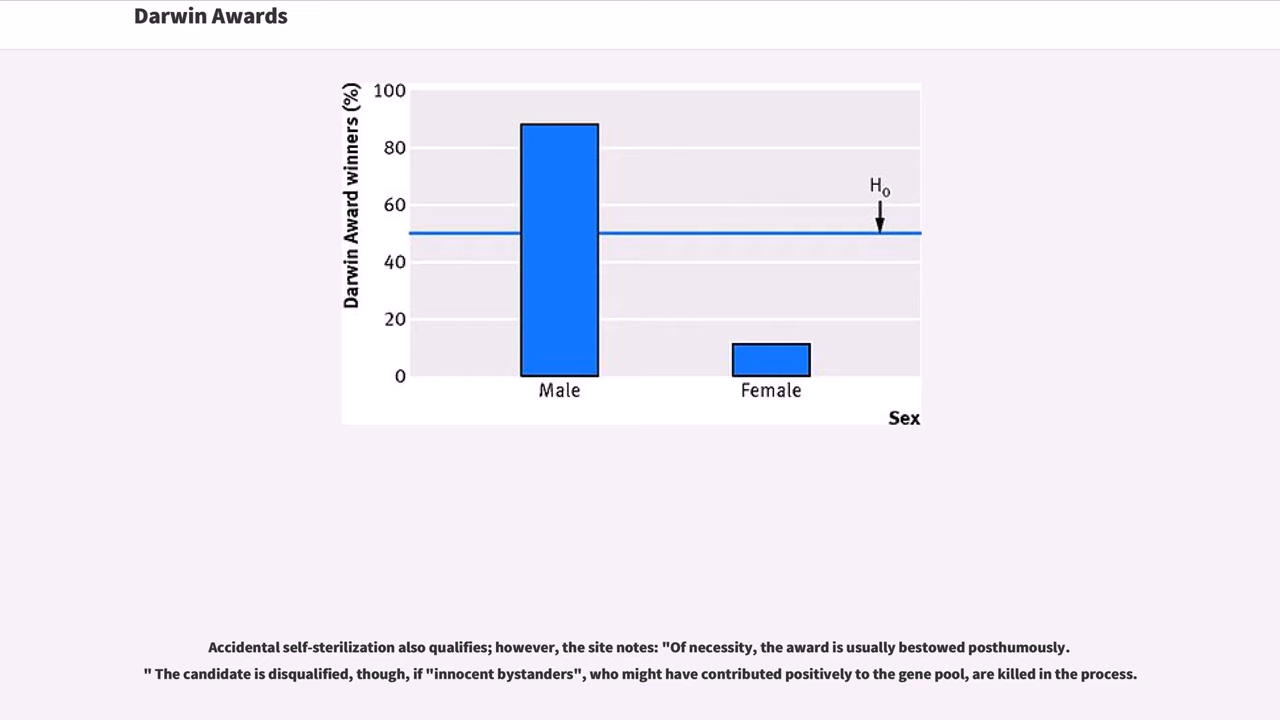 Darwin Awards
Darwin Award winners (%)
100
80
60
40
20
0
H₀
Male Female
Sex
Accidental self-sterilization also qualifies; however, the site notes: "Of necessity, the award is usually bestowed posthumously.
" The candidate is disqualified, though, if "innocent bystanders", who might have contributed positively to the gene pool, are killed in the process.